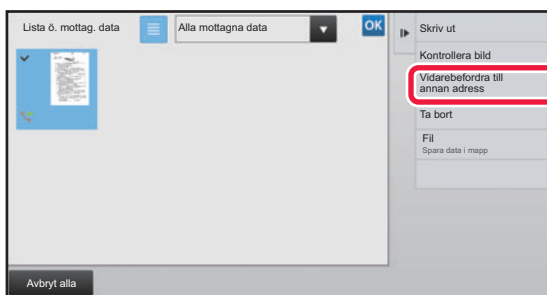 Lista ö. mottag. data
Alla mottagna data
OK
Skriv ut
Kontrollera bild
Vidarebefordra till
annan adress
Ta bort
Fil
Spara data i mapp
Avbryt alla